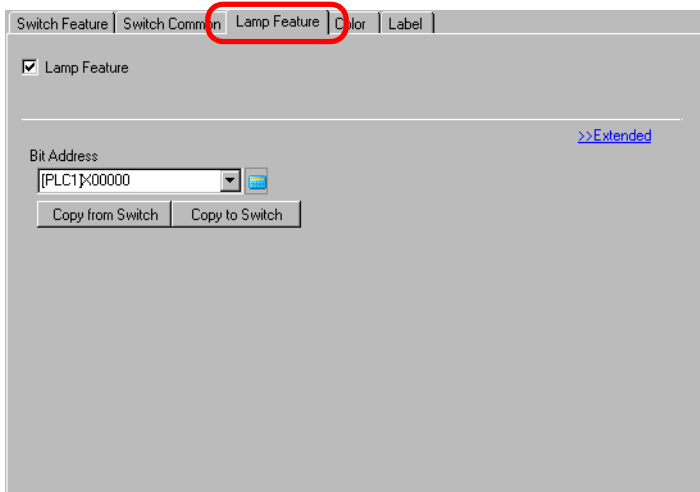 Switch Feature Switch Common Lamp Feature Color Label
Lamp Feature
>>Extended
Bit Address
[PLC1]X00000
Copy from Switch Copy to Switch